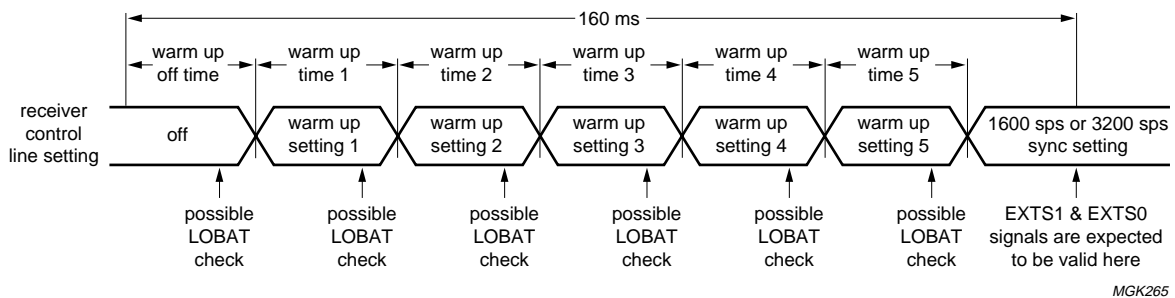 160 ms
warm up
off time
warm up
time 1
warm up
time 2
warm up
time 3
warm up
time 4
warm up
time 5
receiver
control
line setting
off
warm up
setting 1
warm up
setting 2
warm up
setting 3
warm up
setting 4
warm up
setting 5
1600 sps or 3200 sps
sync setting
possible
LOBAT
check
possible
LOBAT
check
possible
LOBAT
check
possible
LOBAT
check
possible
LOBAT
check
possible
LOBAT
check
EXTS1 & EXTS0
signals are expected
to be valid here
MGK265